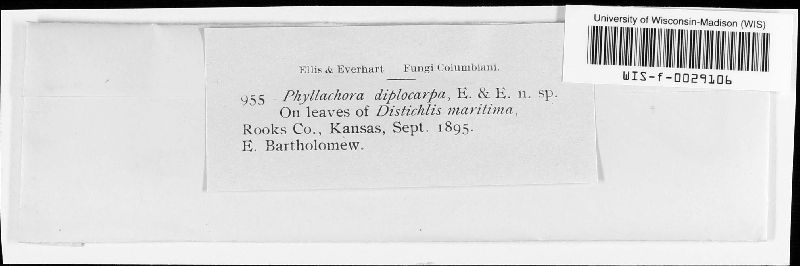 University of Wisconsin-Madison (WIS)
WIS-f-0029106
Ellis & Everhart Fungi Columbiani.
955 Phyllachora diplocarpa, E. & E. n. sp.
On leaves of Distichlis maritima,
Rooks Co., Kansas, Sept. 1895.
E. Bartholomew.